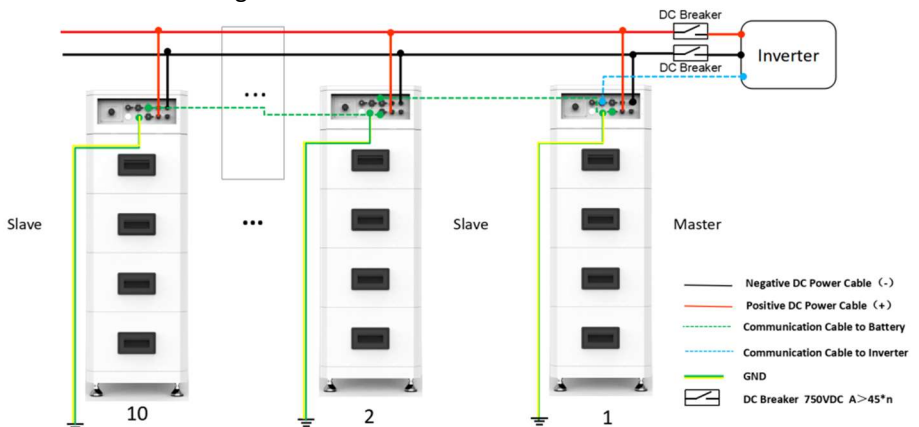 DC Breaker
DC Breaker
Inverter
...
Slave ... Slave Master
Negative DC Power Cable（-）
Positive DC Power Cable（+）
Communication Cable to Battery
Communication Cable to Inverter
GND
DC Breaker 750VDC A＞45*n
10 2 1